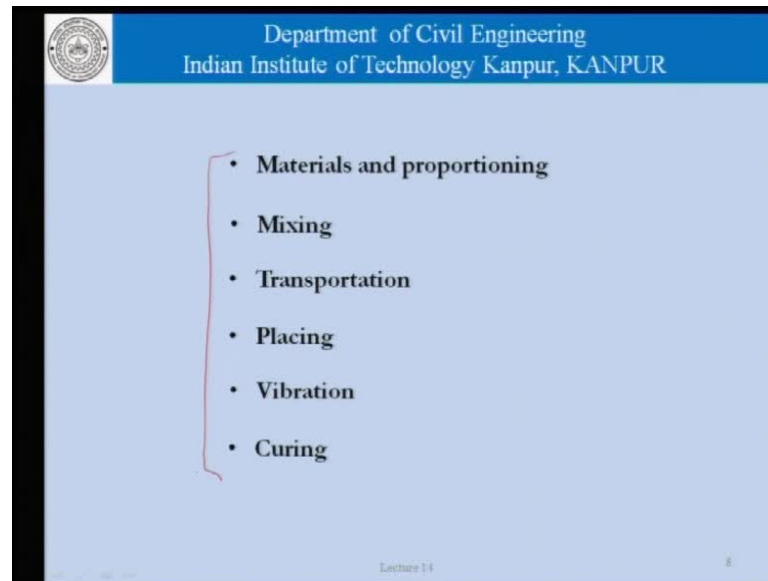 Department of Civil Engineering
Indian Institute of Technology Kanpur, KANPUR
• Materials and proportioning
• Mixing
• Transportation
• Placing
• Vibration
• Curing
Lecture 14
8